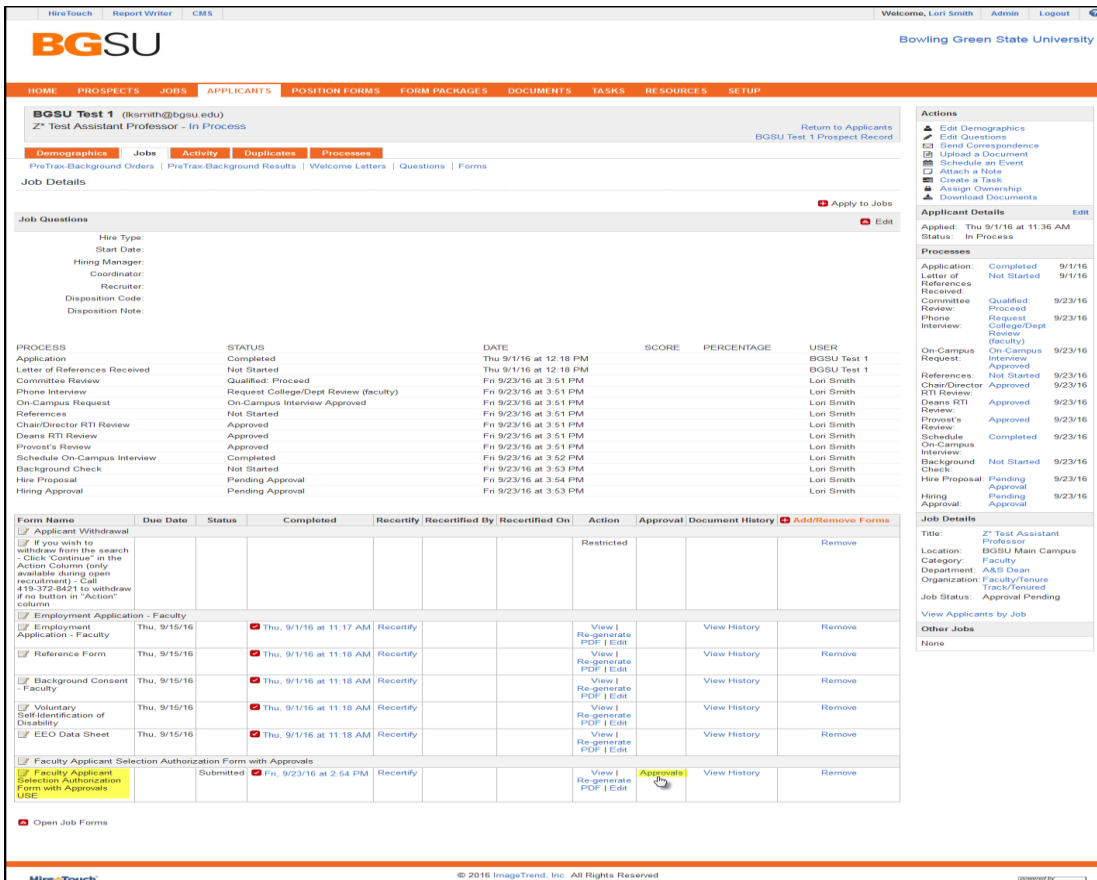 HireTouch Report Writer CMS Welcome, Lori Smith Admin Logout
BGSU
Bowling Green State University
HOME PROSPECTS JOBS APPLICANTS POSITION FORMS FORM PACKAGES DOCUMENTS TASKS RESOURCES SETUP
BGSU Test 1 (lksmith@bgsu.edu)
Z* Test Assistant Professor - In Process
Return to Applicants
BGSU Test 1 Prospect Record
Demographics Jobs Activity Duplicates Processes
PreTrax-Background Orders | PreTrax-Background Results | Welcome Letters | Questions | Forms
Job Details
Apply to Jobs
Job Questions Edit
Hire Type:
Start Date:
Hiring Manager:
Coordinator:
Recruiter:
Disposition Code:
Disposition Note:
PROCESS STATUS DATE SCORE PERCENTAGE USER
Application Completed Thu 9/1/16 at 12:18 PM BGSU Test 1
Letter of References Received Not Started Thu 9/1/16 at 12:18 PM BGSU Test 1
Committee Review Qualified: Proceed Fri 9/23/16 at 3:51 PM Lori Smith
Phone Interview Request College/Dept Review (faculty) Fri 9/23/16 at 3:51 PM Lori Smith
On-Campus Request On-Campus Interview Approved Fri 9/23/16 at 3:51 PM Lori Smith
References Not Started Fri 9/23/16 at 3:51 PM Lori Smith
Chair/Director RTI Review Approved Fri 9/23/16 at 3:51 PM Lori Smith
Deans RTI Review Approved Fri 9/23/16 at 3:51 PM Lori Smith
Provost's Review Approved Fri 9/23/16 at 3:51 PM Lori Smith
Schedule On-Campus Interview Completed Fri 9/23/16 at 3:52 PM Lori Smith
Background Check Not Started Fri 9/23/16 at 3:53 PM Lori Smith
Hire Proposal Pending Approval Fri 9/23/16 at 3:54 PM Lori Smith
Hiring Approval Pending Approval Fri 9/23/16 at 3:53 PM Lori Smith
Form Name Due Date Status Completed Recertify Recertified By Recertified On Action Approval Document History Add/Remove Forms
Applicant Withdrawal
If you wish to Restricted Remove
withdraw from the search
- Click 'Continue" in the
Action Column (only
available during open
recruitment) - Call
419-372-8421 to withdraw
if no button in "Action"
column
Employment Application - Faculty
Employment Thu, 9/15/16 Thu, 9/1/16 at 11:17 AM Recertify View | View History Remove
Application - Faculty Re-generate
PDF | Edit
Reference Form Thu, 9/15/16 Thu, 9/1/16 at 11:18 AM Recertify View | View History Remove
Re-generate
PDF | Edit
Background Consent Thu, 9/15/16 Thu, 9/1/16 at 11:18 AM Recertify View | View History Remove
- Faculty Re-generate
PDF | Edit
Voluntary Thu, 9/15/16 Thu, 9/1/16 at 11:18 AM Recertify View | View History Remove
Self-Identification of Re-generate
Disability PDF | Edit
EEO Data Sheet Thu, 9/15/16 Thu, 9/1/16 at 11:18 AM Recertify View | View History Remove
Re-generate
PDF | Edit
Faculty Applicant Selection Authorization Form with Approvals
Faculty Applicant Submitted Fri, 9/23/16 at 2:54 PM Recertify View | Approvals View History Remove
Selection Authorization Re-generate
Form with Approvals PDF | Edit
USE
Open Job Forms
Actions
Edit Demographics
Edit Questions
Send Correspondence
Upload a Document
Schedule an Event
Attach a Note
Create a Task
Assign Ownership
Download Documents
Applicant Details Edit
Applied: Thu 9/1/16 at 11:36 AM
Status: In Process
Processes
Application: Completed 9/1/16
Letter of Not Started 9/1/16
References
Received:
Committee Qualified: 9/23/16
Review: Proceed
Phone Request 9/23/16
Interview: College/Dept
Review
(faculty)
On-Campus On-Campus 9/23/16
Request: Interview
Approved
References: Not Started 9/23/16
Chair/Director Approved 9/23/16
RTI Review:
Deans RTI Approved 9/23/16
Review:
Provost's Approved 9/23/16
Review:
Schedule Completed 9/23/16
On-Campus
Interview:
Background Not Started 9/23/16
Check:
Hire Proposal: Pending 9/23/16
Approval
Hiring Pending 9/23/16
Approval: Approval
Job Details
Title: Z* Test Assistant
Professor
Location: BGSU Main Campus
Category: Faculty
Department: A&S Dean
Organization: Faculty/Tenure
Track/Tenured
Job Status: Approval Pending
View Applicants by Job
Other Jobs
None
HireTouch © 2016 ImageTrend, Inc. All Rights Reserved powered by